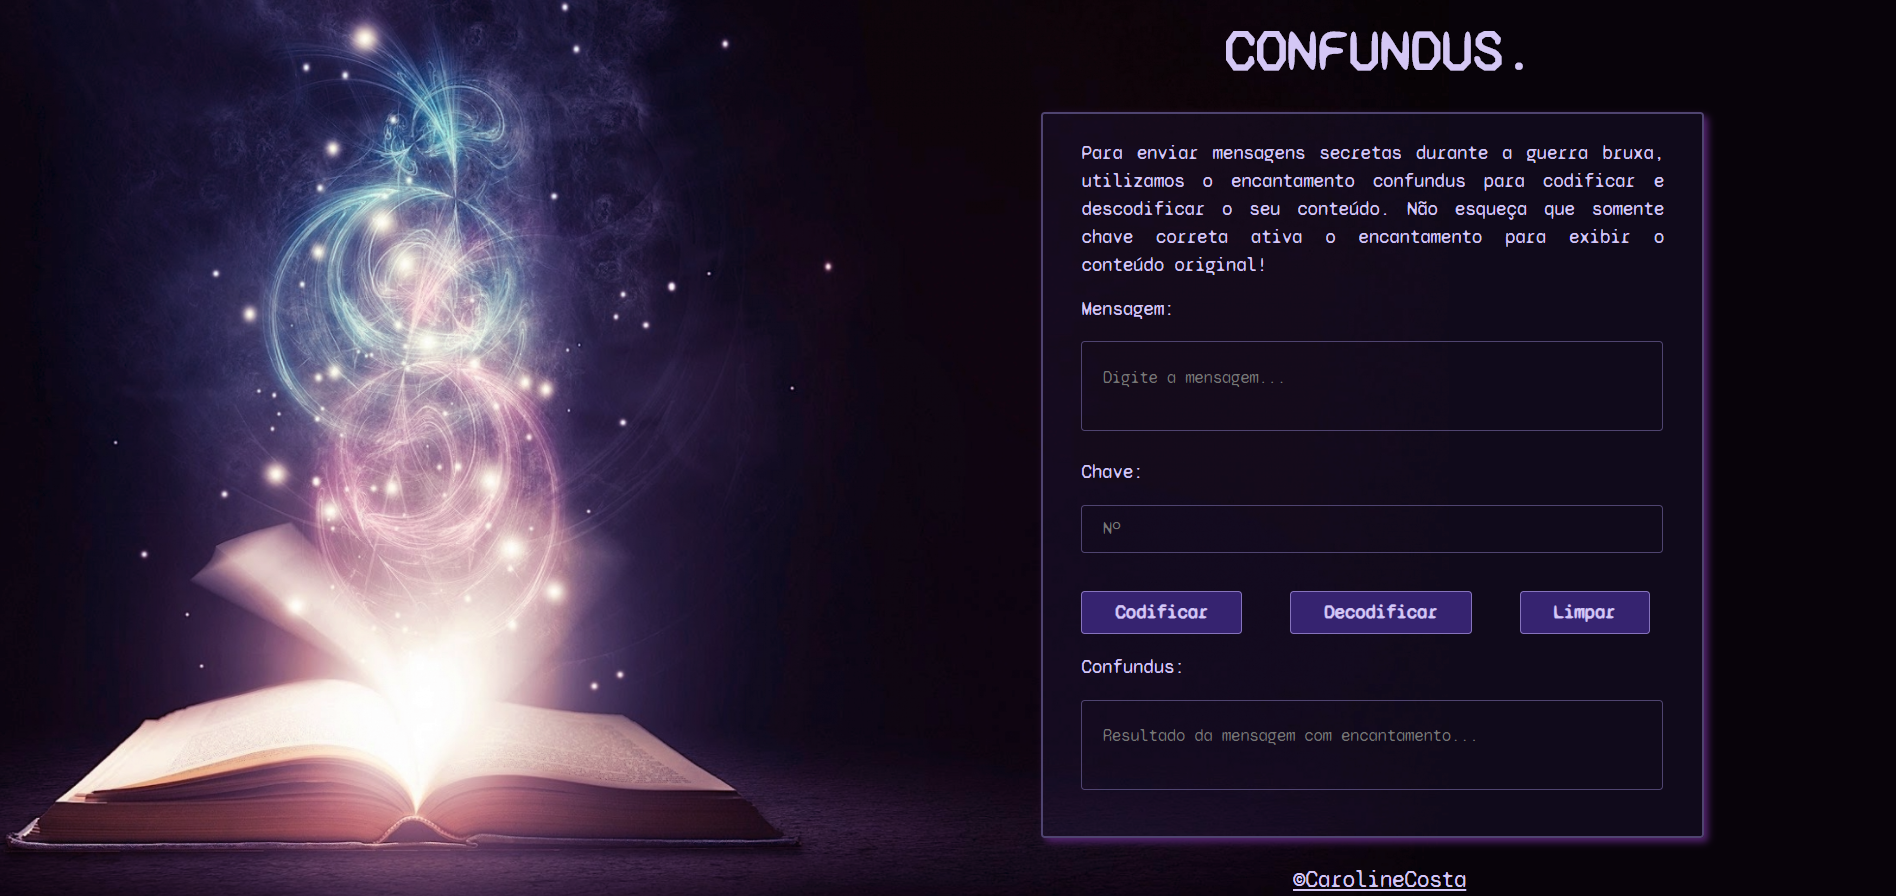 CONFUNDUS.
Para enviar mensagens secretas durante a guerra bruxa,
utilizamos o encantamento confundus para codificar e
descodificar o seu conteúdo. Não esqueça que somente
chave correta ativa o encantamento para exibir o
conteúdo original!
Mensagem:
Digite a mensagem...
Chave:
Nº
Codificar Decodificar Limpar
Confundus:
Resultado da mensagem com encantamento...
©CarolineCosta